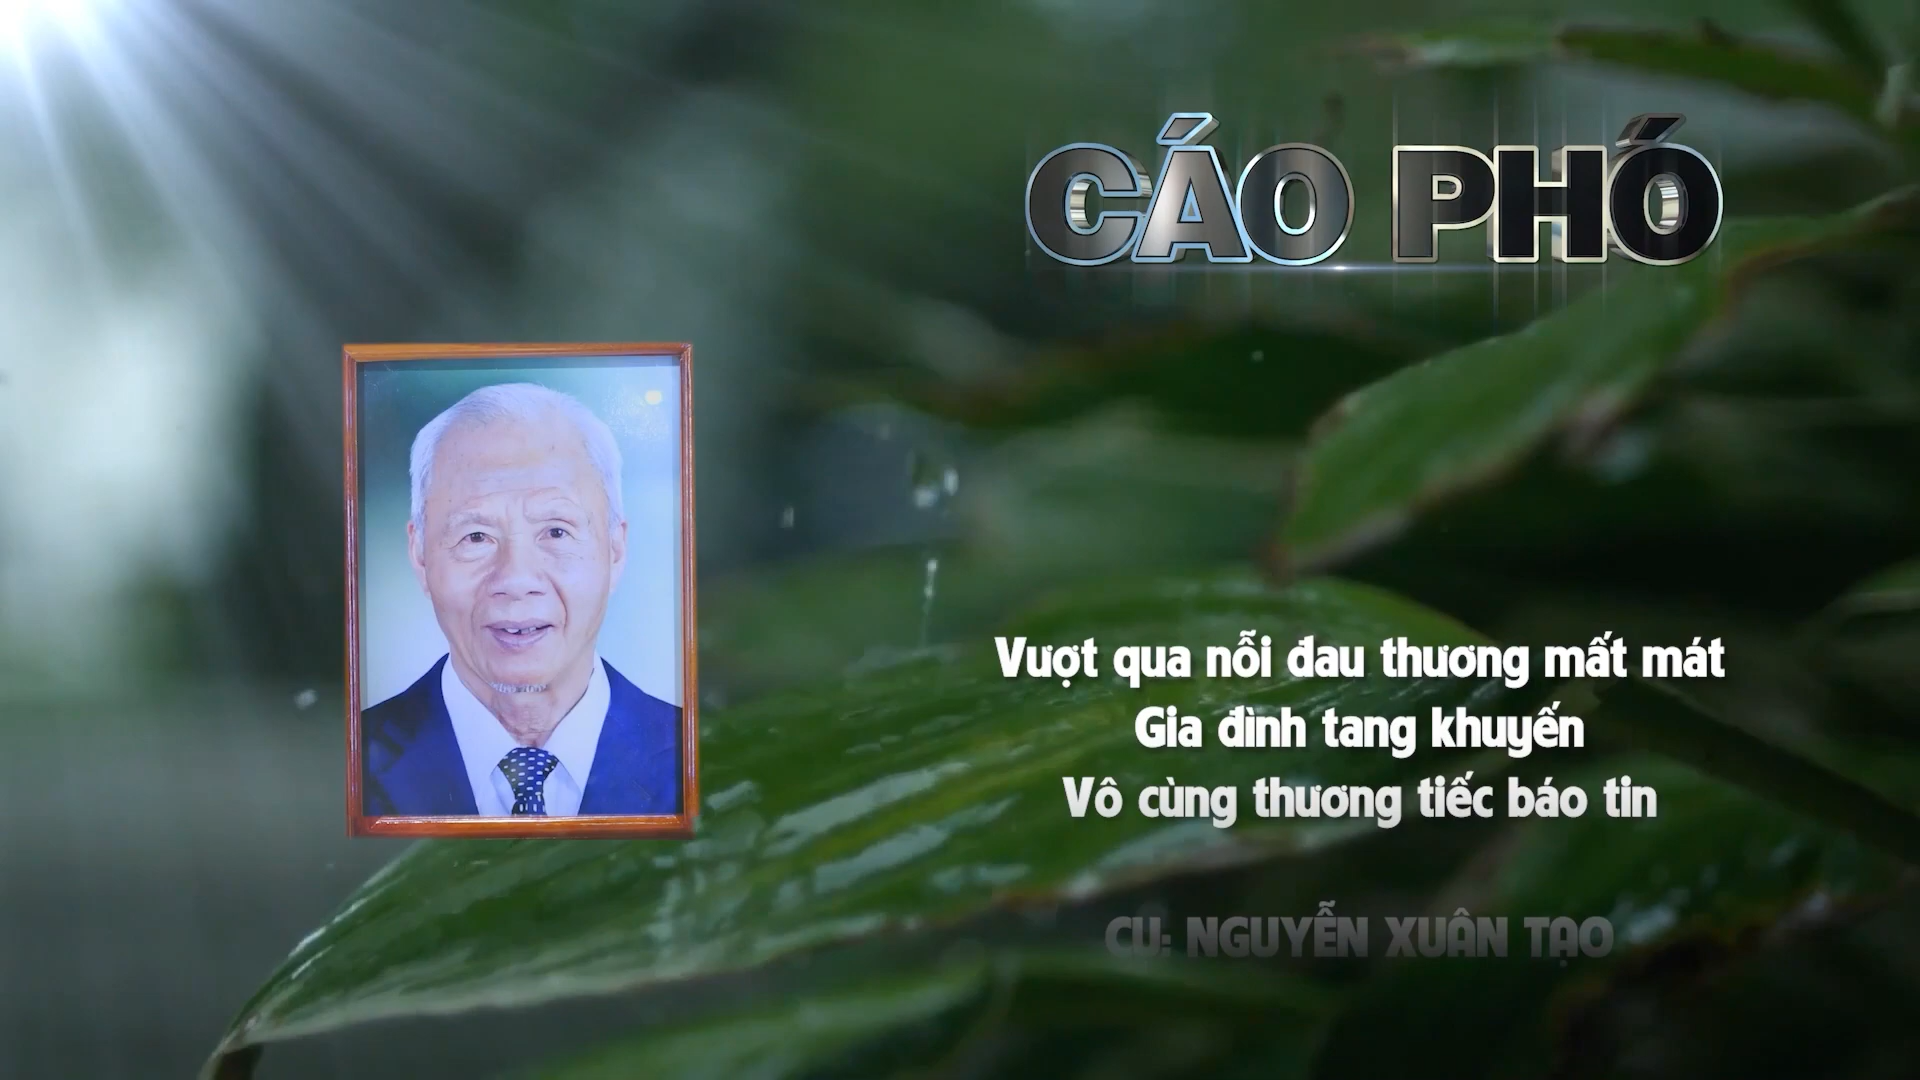 CÁO PHÓ
Vượt qua nỗi đau thương mất mát
Gia đình tang khuyến
Vô cùng thương tiếc báo tin
CU: NGUYỄN XUÂN TẠO